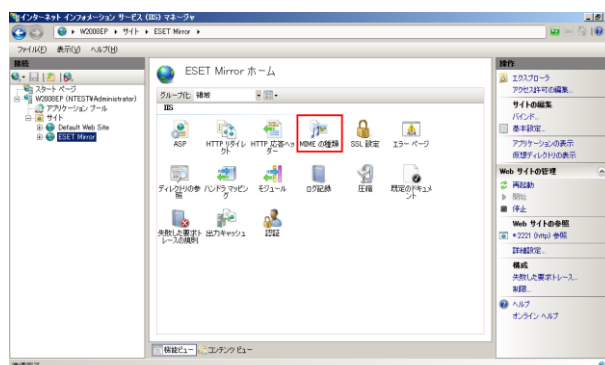 インターネット インフォメーション サービス (IIS) マネージャ
W2008EP ▸ サイト ▸ ESET Mirror ▸
ファイル(F) 表示(V) ヘルプ(H)
接続
スタート ページ
W2008EP (NTEST¥Administrator)
アプリケーション プール
サイト
Default Web Site
ESET Mirror
ESET Mirror ホーム
グループ化: 領域
IIS
ASP
HTTP リダイレクト
HTTP 応答ヘッダー
MIME の種類
SSL 設定
エラー ページ
ディレクトリの参照
ハンドラ マッピング
モジュール
ログ記録
圧縮
既定のドキュメント
失敗した要求トレースの規則
出力キャッシュ
認証
機能ビュー コンテンツ ビュー
操作
エクスプローラ
アクセス許可の編集...
サイトの編集
バインド...
基本設定...
アプリケーションの表示
仮想ディレクトリの表示
Web サイトの管理
再起動
開始
停止
Web サイトの参照
*:2221 (http) 参照
詳細設定...
構成
失敗した要求トレース...
制限...
ヘルプ
オンライン ヘルプ